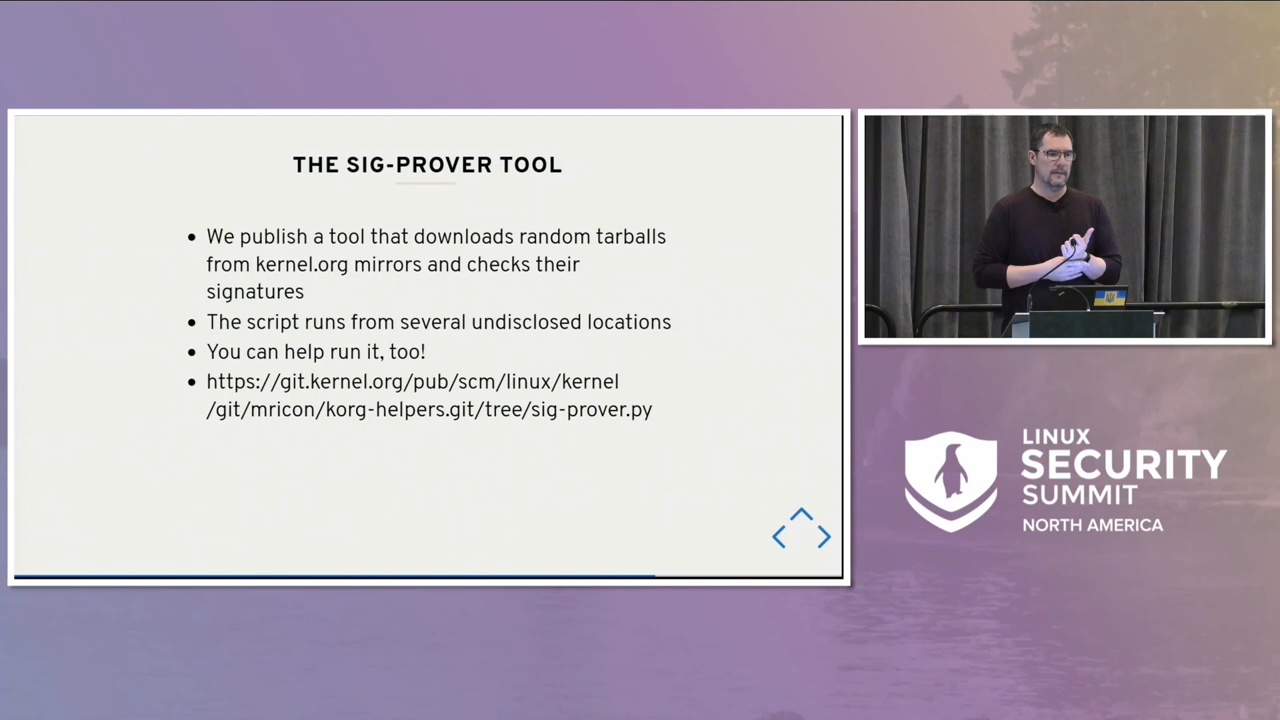 THE SIG-PROVER TOOL
We publish a tool that downloads random tarballs
from kernel.org mirrors and checks their
signatures
The script runs from several undisclosed locations
You can help run it, too!
https://git.kernel.org/pub/scm/linux/kernel
/git/mricon/korg-helpers.git/tree/sig-prover.py
LINUX
SECURITY
SUMMIT
NORTH AMERICA